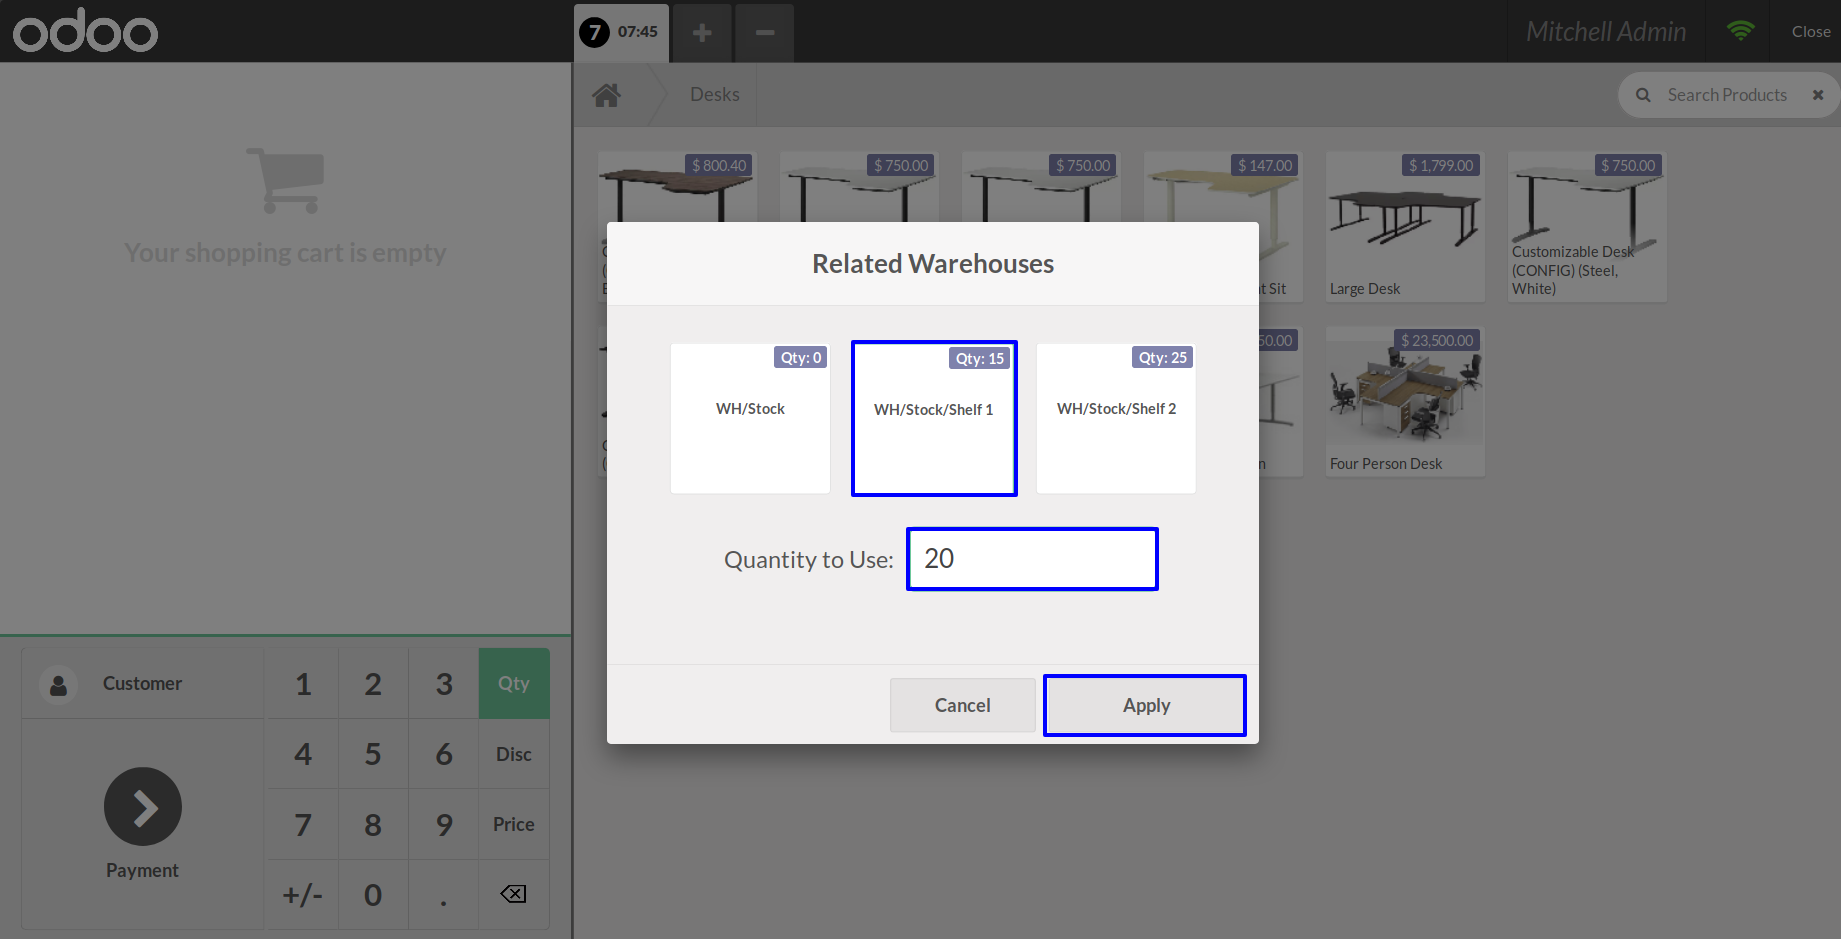 odoo
7 07:45
Mitchell Admin
Close
Desks
Search Products
Your shopping cart is empty
$ 800.40
$ 750.00
$ 750.00
$ 147.00
$ 1,799.00
$ 750.00
Sit
Large Desk
Customizable Desk
(CONFIG) (Steel,
White)
$ 23,500.00
Four Person Desk
Related Warehouses
Qty: 0
WH/Stock
Qty: 15
WH/Stock/Shelf 1
Qty: 25
WH/Stock/Shelf 2
Quantity to Use: 20
Cancel
Apply
Customer
1 2 3 Qty
4 5 6 Disc
7 8 9 Price
+/- 0 .
Payment